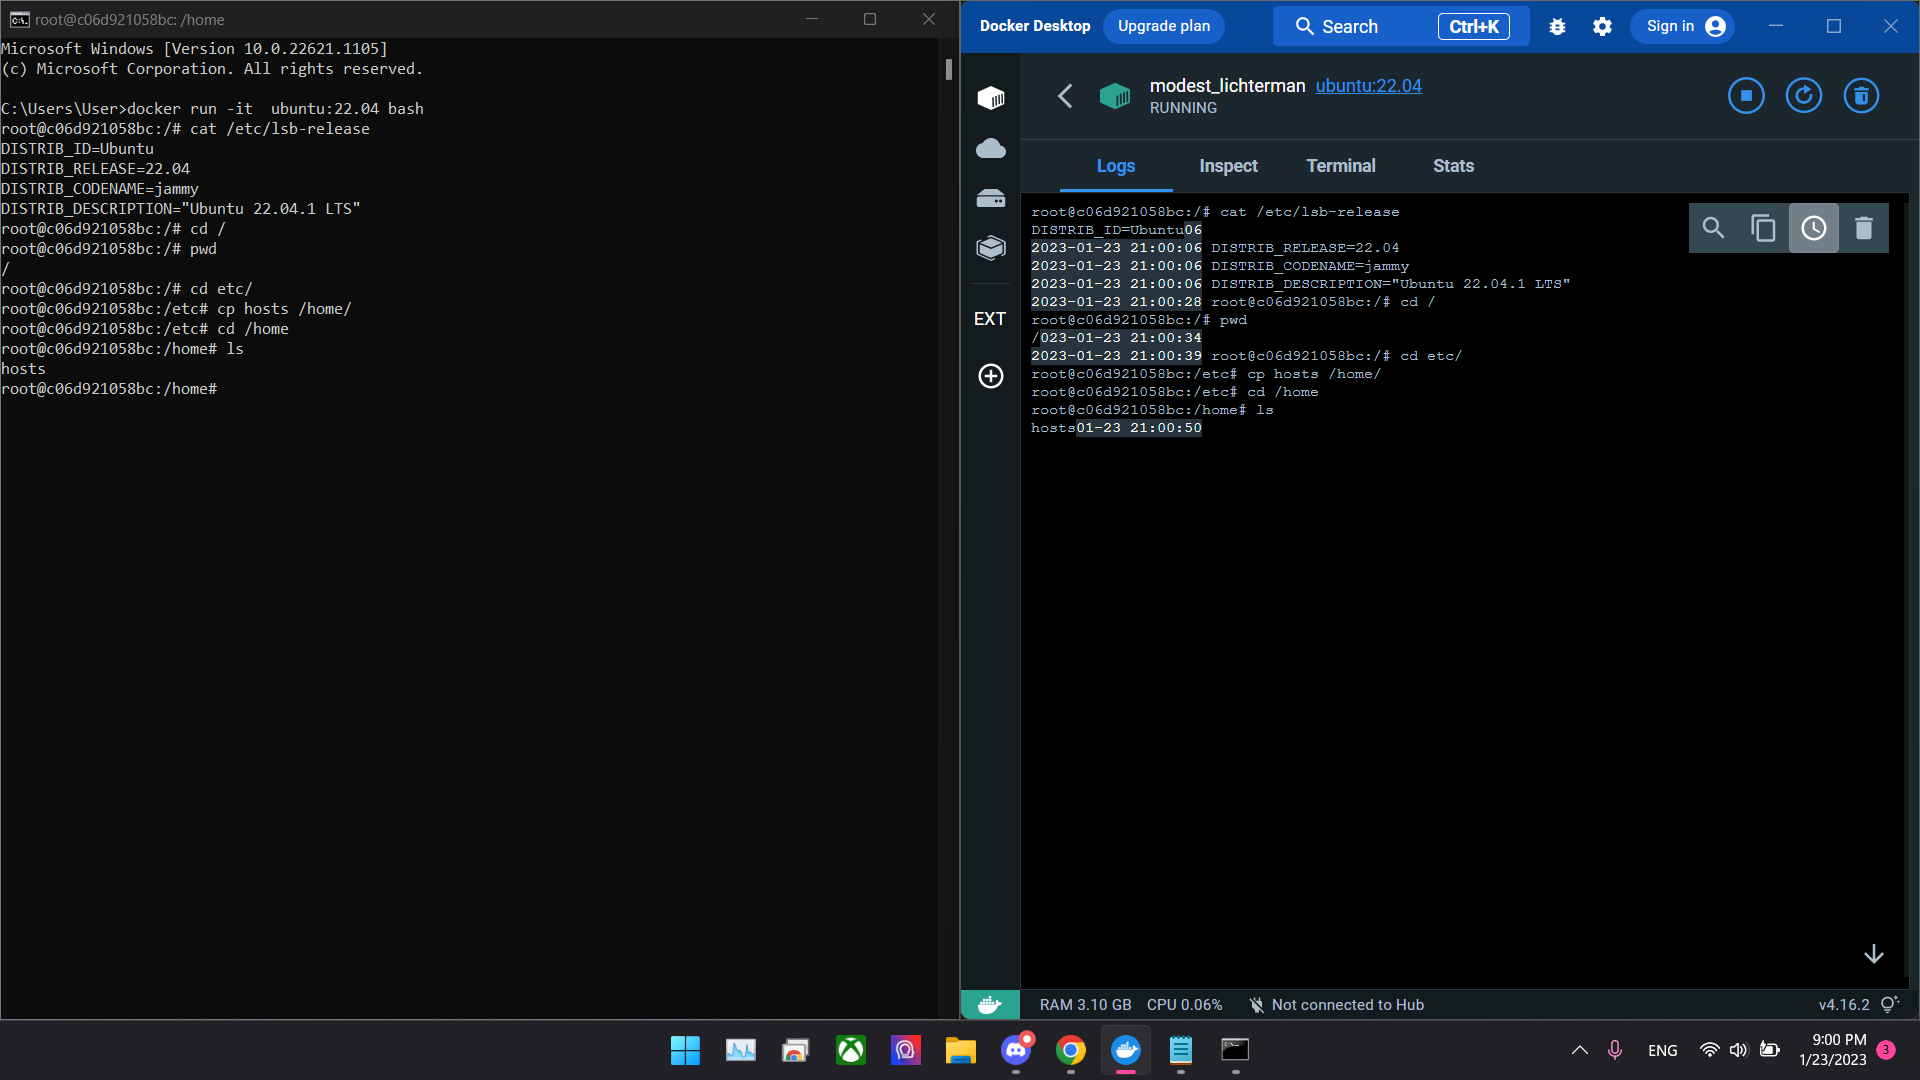 root@c06d921058bc: /home
Microsoft Windows [Version 10.0.22621.1105]
(c) Microsoft Corporation. All rights reserved.
C:\Users\User>docker run -it  ubuntu:22.04 bash
root@c06d921058bc:/# cat /etc/lsb-release
DISTRIB_ID=Ubuntu
DISTRIB_RELEASE=22.04
DISTRIB_CODENAME=jammy
DISTRIB_DESCRIPTION="Ubuntu 22.04.1 LTS"
root@c06d921058bc:/# cd /
root@c06d921058bc:/# pwd
/
root@c06d921058bc:/# cd etc/
root@c06d921058bc:/etc# cp hosts /home/
root@c06d921058bc:/etc# cd /home
root@c06d921058bc:/home# ls
hosts
root@c06d921058bc:/home#
Docker Desktop Upgrade plan Search Ctrl+K Sign in
modest_lichterman ubuntu:22.04
RUNNING
Logs Inspect Terminal Stats
EXT
root@c06d921058bc:/# cat /etc/lsb-release
DISTRIB_ID=Ubuntu06
2023-01-23 21:00:06 DISTRIB_RELEASE=22.04
2023-01-23 21:00:06 DISTRIB_CODENAME=jammy
2023-01-23 21:00:06 DISTRIB_DESCRIPTION="Ubuntu 22.04.1 LTS"
2023-01-23 21:00:28 root@c06d921058bc:/# cd /
root@c06d921058bc:/# pwd
/023-01-23 21:00:34
2023-01-23 21:00:39 root@c06d921058bc:/# cd etc/
root@c06d921058bc:/etc# cp hosts /home/
root@c06d921058bc:/etc# cd /home
root@c06d921058bc:/home# ls
hosts01-23 21:00:50
RAM 3.10 GB CPU 0.06% Not connected to Hub v4.16.2
ENG 9:00 PM
1/23/2023 3